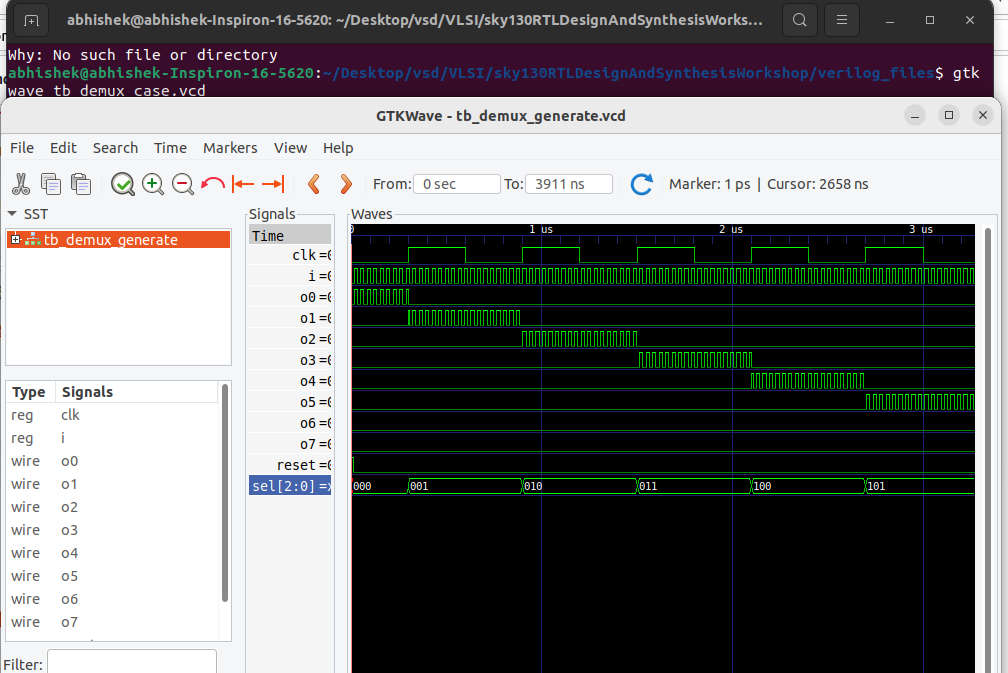 abhishek@abhishek-Inspiron-16-5620: ~/Desktop/vsd/VLSI/sky130RTLDesignAndSynthesisWorks...
Why: No such file or directory
abhishek@abhishek-Inspiron-16-5620:~/Desktop/vsd/VLSI/sky130RTLDesignAndSynthesisWorkshop/verilog_files$ gtk
wave tb_demux_case.vcd
GTKWave - tb_demux_generate.vcd
File Edit Search Time Markers View Help
From: 0 sec To: 3911 ns Marker: 1 ps | Cursor: 2658 ns
SST
tb_demux_generate
Type Signals
reg clk
reg i
wire o0
wire o1
wire o2
wire o3
wire o4
wire o5
wire o6
wire o7
Filter:
Signals
Time
clk=0
i=0
o0=0
o1=0
o2=0
o3=0
o4=0
o5=0
o6=0
o7=0
reset=0
sel[2:0]=x
Waves
0 1 us 2 us 3 us
000 001 010 011 100 101